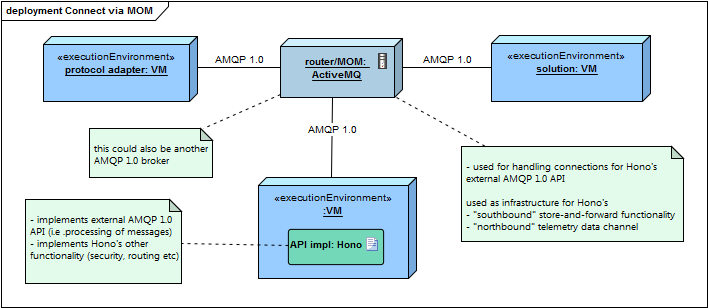 deployment Connect via MOM
«executionEnvironment»
protocol adapter: VM
AMQP 1.0
router/MOM:
ActiveMQ
AMQP 1.0
«executionEnvironment»
solution: VM
AMQP 1.0
this could also be another
AMQP 1.0 broker
- used for handling connections for Hono's
external AMQP 1.0 API
used as infrastructure for Hono's
- "southbound" store-and-forward functionality
- "northbound" telemetry data channel
«executionEnvironment»
:VM
API impl: Hono
- implements external AMQP 1.0
API (i.e .processing of messages)
- implements Hono's other
functionality (security, routing etc)